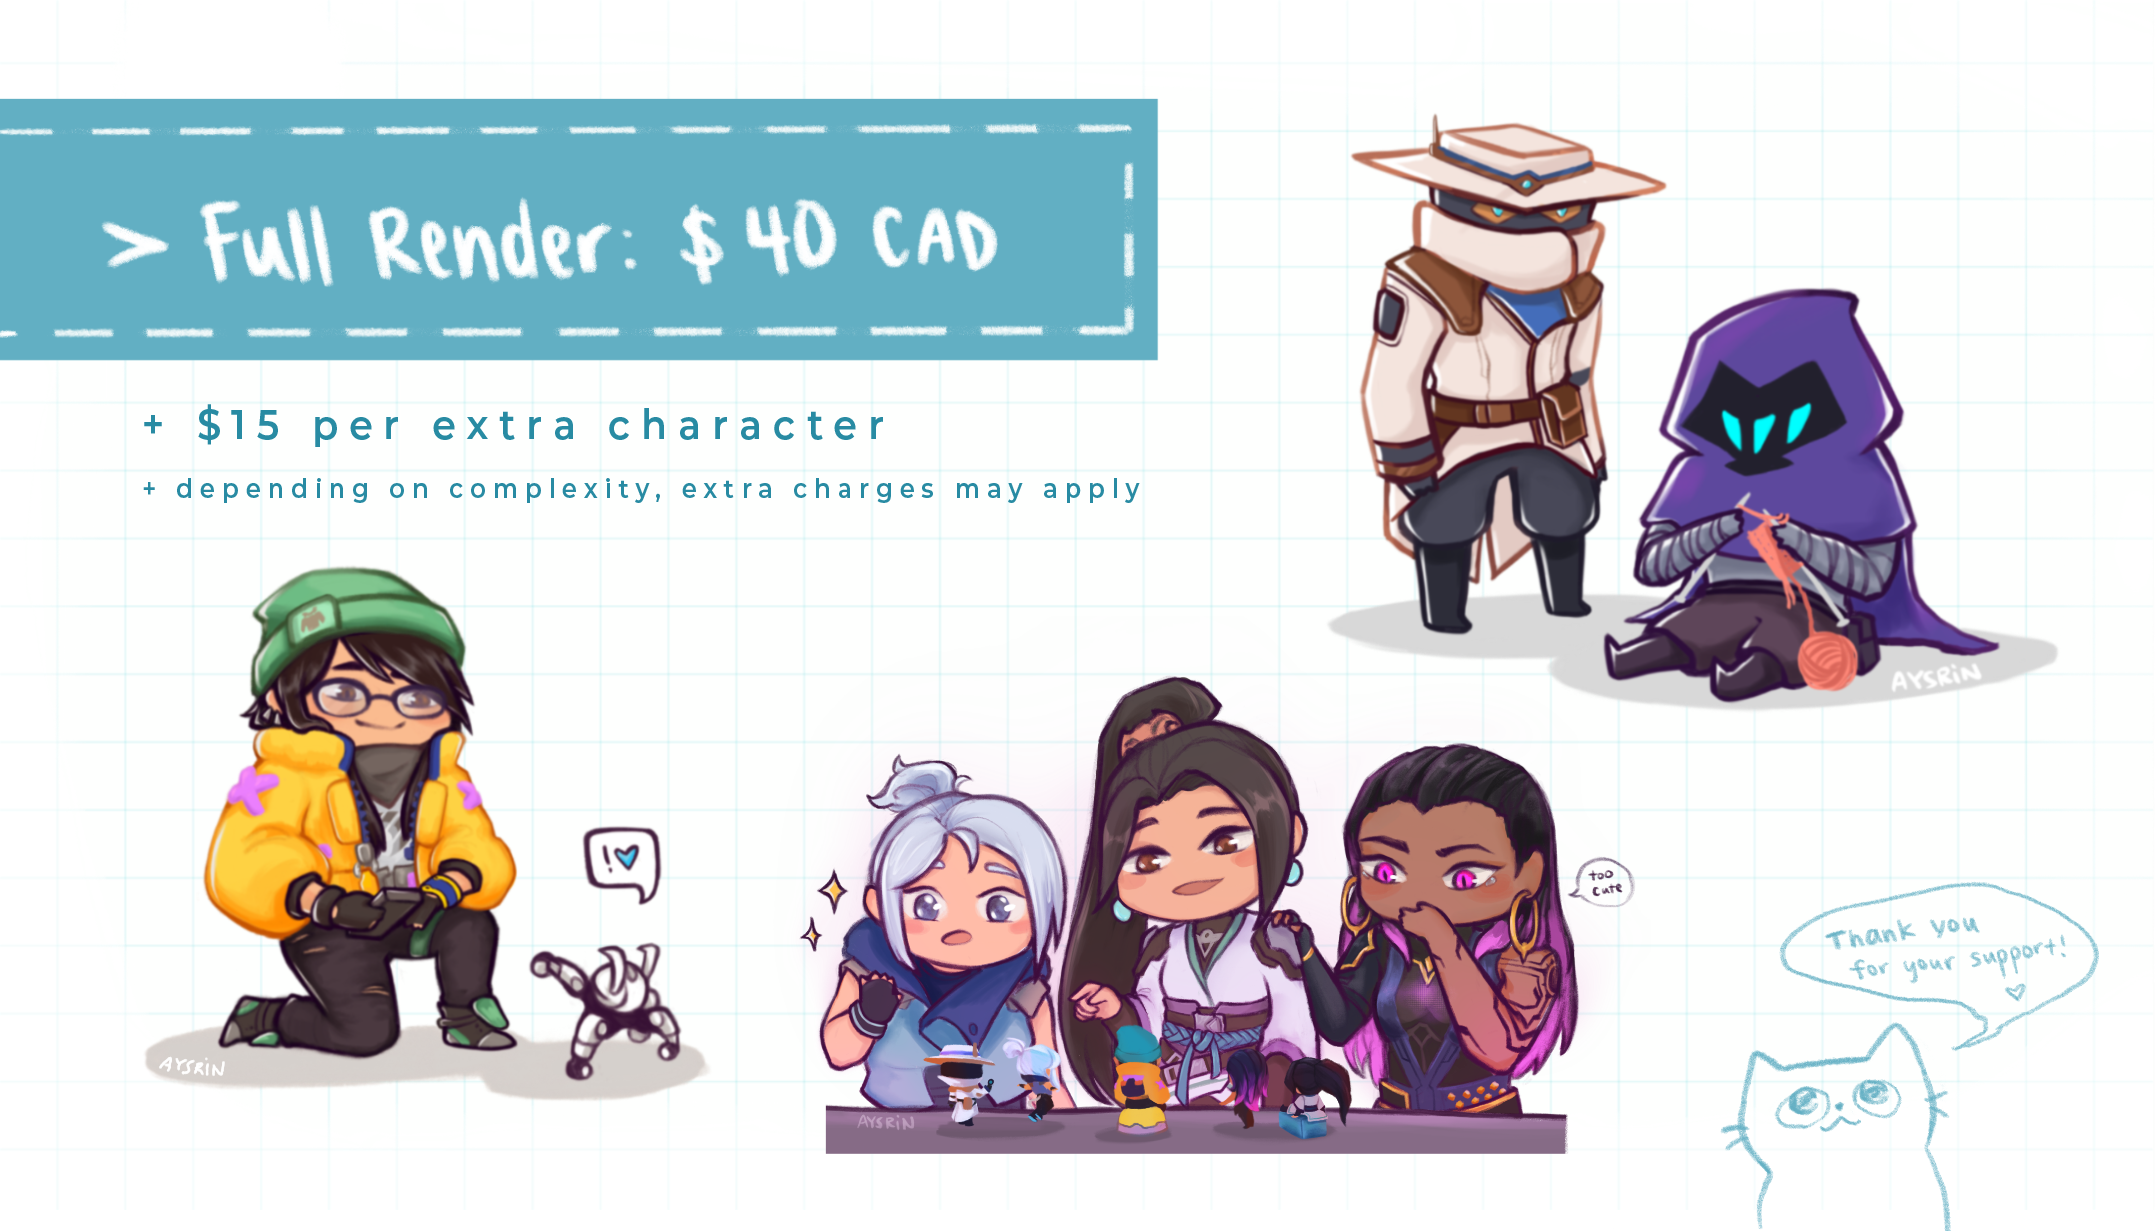 > Full Render: $40 CAD
+ $15 per extra character
+ depending on complexity, extra charges may apply
AYSRiN
!
AYSRiN
too
cute
AYSRiN
Thank you
for your support!